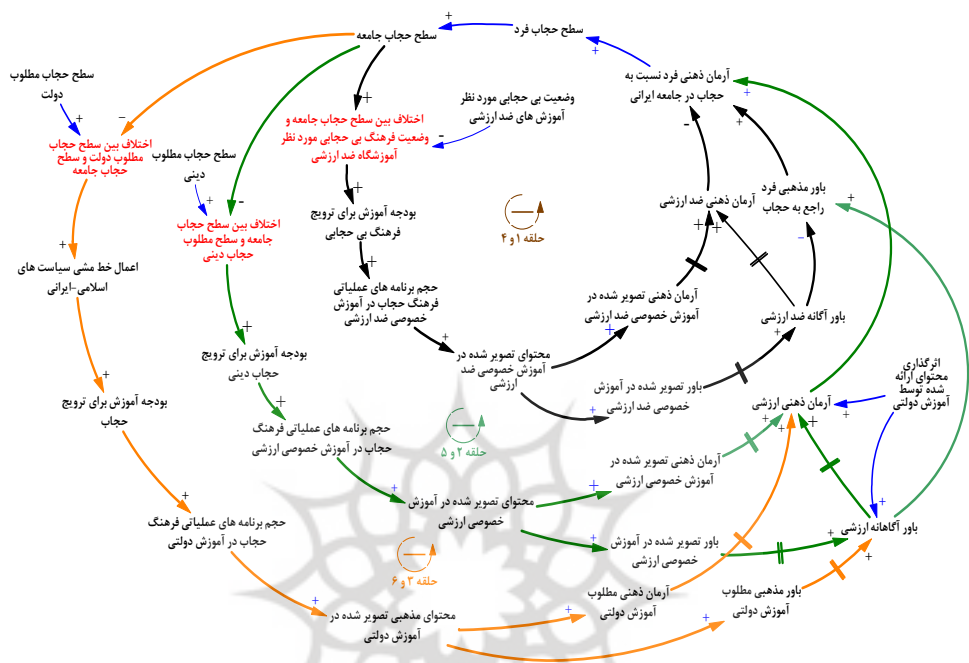 سطح حجاب فرد
سطح حجاب جامعه
آرمان ذهنی فرد نسبت به
حجاب در جامعه ایرانی
سطح حجاب مطلوب
دولت
وضعیت بی حجابی مورد نظر
آموزش های ضد ارزشی
اختلاف بین سطح حجاب جامعه و
وضعیت فرهنگ بی حجابی مورد نظر
آموزشگاه ضد ارزشی
اختلاف بین سطح حجاب
مطلوب دولت و سطح
حجاب جامعه
سطح حجاب مطلوب
دینی
باور مذهبی فرد
راجع به حجاب
آرمان ذهنی ضد ارزشی
اختلاف بین سطح حجاب
جامعه و سطح مطلوب
حجاب دینی
بودجه آموزش برای ترویج
فرهنگ بی حجابی
حلقه ۱ و ۴
اعمال خط مشی سیاست های
اسلامی-ایرانی
حجم برنامه های عملیاتی
فرهنگ حجاب در آموزش
خصوصی ضد ارزشی
آرمان ذهنی تصویر شده در
آموزش خصوصی ضد ارزشی
باور آگانه ضد ارزشی
بودجه آموزش برای ترویج
حجاب دینی
محتوای تصویر شده در
آموزش خصوصی ضد
ارزشی
باور تصویر شده در آموزش
خصوصی ضد ارزشی
اثرگذاری
محتوای ارائه
شده توسط
آموزش دولتی
بودجه آموزش برای ترویج
حجاب
آرمان ذهنی ارزشی
حجم برنامه های عملیاتی فرهنگ
حجاب در آموزش خصوصی ارزشی
حلقه ۲ و ۵
آرمان ذهنی تصویر شده در
آموزش خصوصی ارزشی
محتوای تصویر شده در آموزش
خصوصی ارزشی
حجم برنامه های عملیاتی فرهنگ
حجاب در آموزش دولتی
باور آگاهانه ارزشی
باور تصویر شده در آموزش
خصوصی ارزشی
حلقه ۳ و ۶
آرمان ذهنی مطلوب
آموزش دولتی
باور مذهبی مطلوب
آموزش دولتی
محتوای مذهبی تصویر شده در
آموزش دولتی